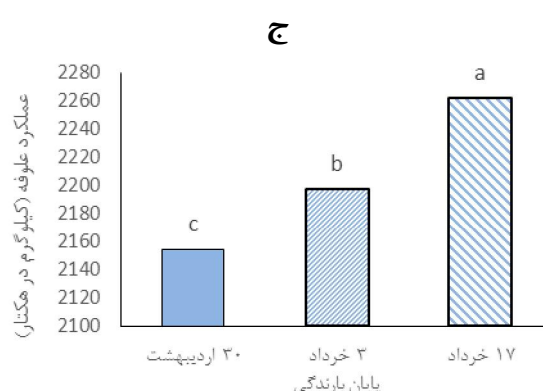 ج
عملکرد علوفه (کیلوگرم در هکتار)
2280
2260
2240
2220
2200
2180
2160
2140
2120
2100
a
b
c
۳۰ اردیبهشت
۳ خرداد
۱۷ خرداد
پایان بارندگی